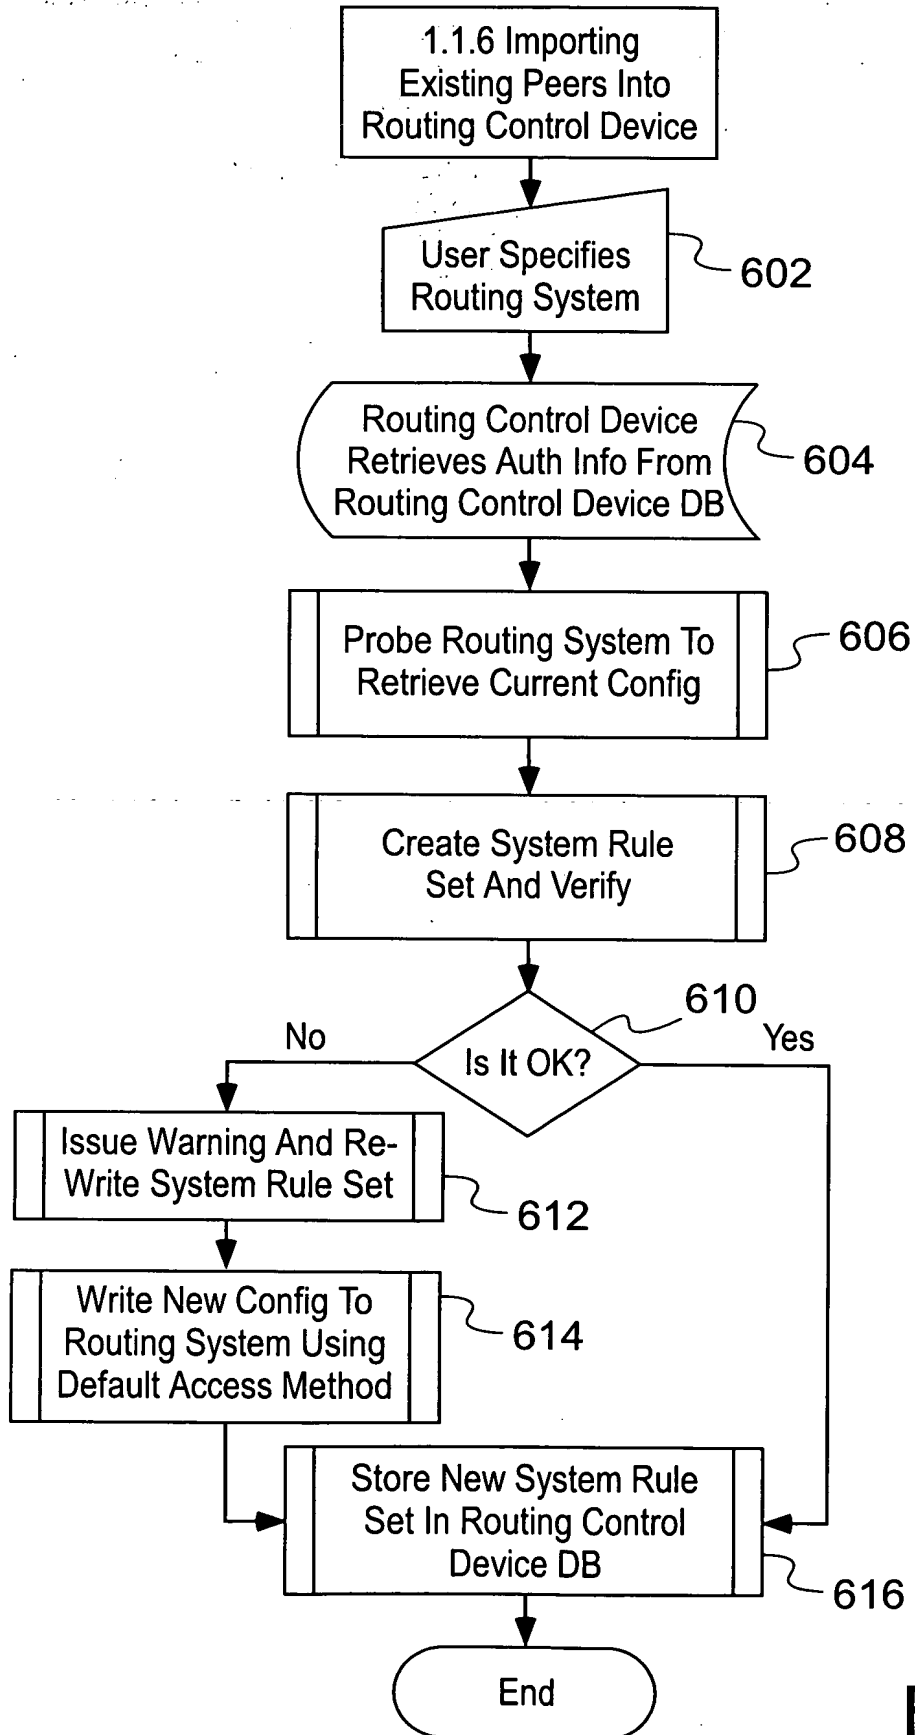 1.1.6 Importing
Existing Peers Into
Routing Control Device
User Specifies
Routing System
602
Routing Control Device
Retrieves Auth Info From
Routing Control Device DB
604
Probe Routing System To
Retrieve Current Config
606
Create System Rule
Set And Verify
608
610
No
Is It OK?
Yes
Issue Warning And Re-
Write System Rule Set
612
Write New Config To
Routing System Using
Default Access Method
614
Store New System Rule
Set In Routing Control
Device DB
616
End